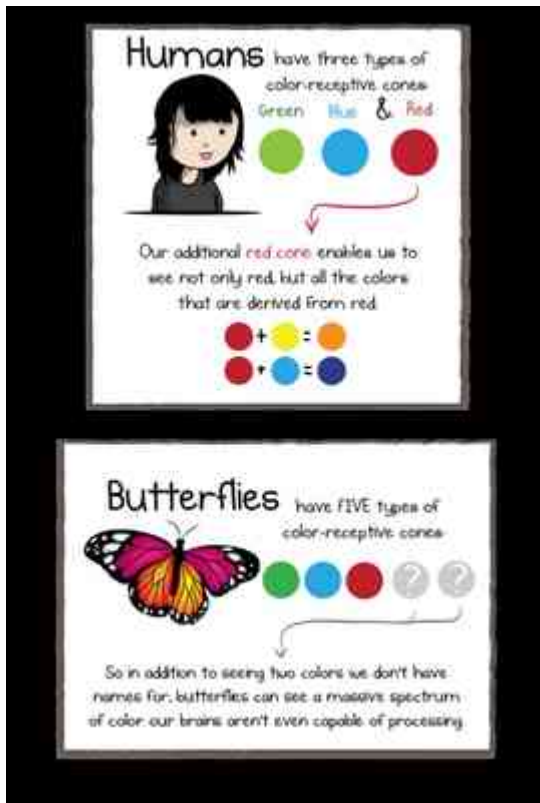 Humans have three types of
color-receptive cones
Green Blue & Red
Our additional red cone enables us to
see not only red, but all the colors
that are derived from red.
+ =
+ =
Butterflies have FIVE types of
color-receptive cones
? ?
So in addition to seeing two colors we don't have
names for, butterflies can see a massive spectrum
of color our brains aren't even capable of processing.